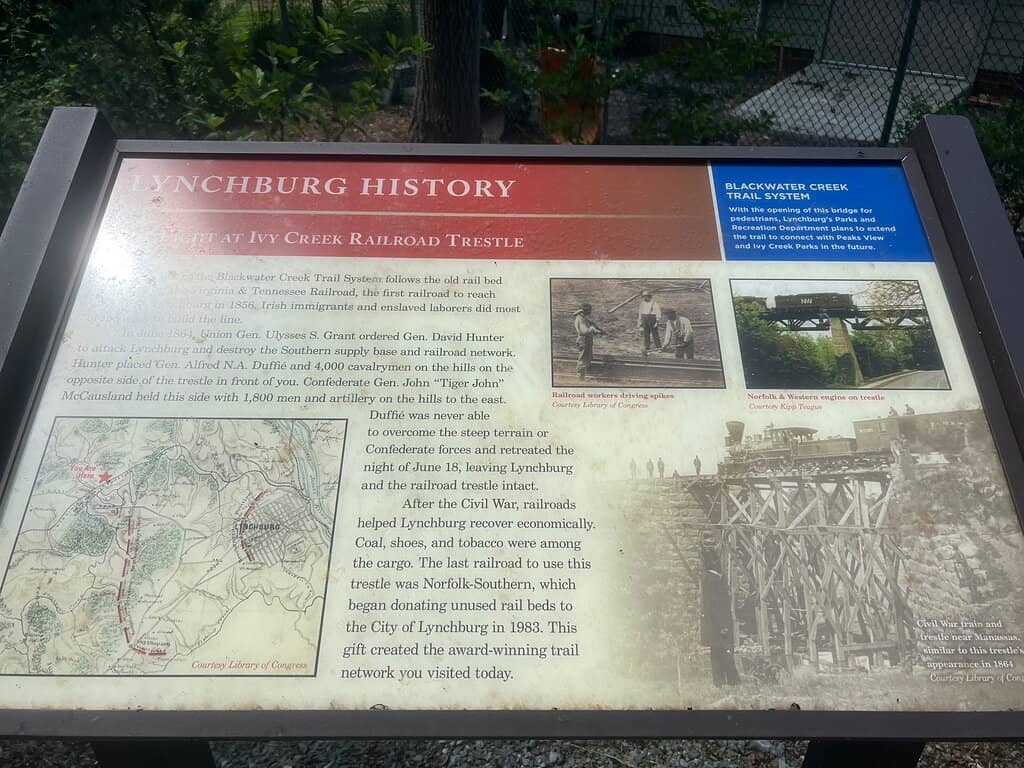 LYNCHBURG HISTORY
AT IVY CREEK RAILROAD TRESTLE
BLACKWATER CREEK
TRAIL SYSTEM
With the opening of this bridge for
pedestrians, Lynchburg's Parks and
Recreation Department plans to extend
the trail to connect with Peaks View
and Ivy Creek Parks in the future.
the Blackwater Creek Trail System follows the old rail bed
Virginia & Tennessee Railroad, the first railroad to reach
in 1856, Irish immigrants and enslaved laborers did most
build the line.
In June 1864, Union Gen. Ulysses S. Grant ordered Gen. David Hunter
to attack Lynchburg and destroy the Southern supply base and railroad network.
Hunter placed Gen. Alfred N.A. Duffié and 4,000 cavalrymen on the hills on the
opposite side of the trestle in front of you. Confederate Gen. John "Tiger John"
McCausland held this side with 1,800 men and artillery on the hills to the east.
Duffié was never able
to overcome the steep terrain or
Confederate forces and retreated the
night of June 18, leaving Lynchburg
and the railroad trestle intact.
After the Civil War, railroads
helped Lynchburg recover economically.
Coal, shoes, and tobacco were among
the cargo. The last railroad to use this
trestle was Norfolk-Southern, which
began donating unused rail beds to
the City of Lynchburg in 1983. This
gift created the award-winning trail
network you visited today.
You Are
Here
LYNCHBURG
Courtesy Library of Congress
Railroad workers driving spikes
Courtesy Library of Congress
NW
Norfolk & Western engine on trestle
Courtesy Kipp Teague
Civil War train and
trestle near Manassas,
similar to this trestle's
appearance in 1864
Courtesy Library of Cong